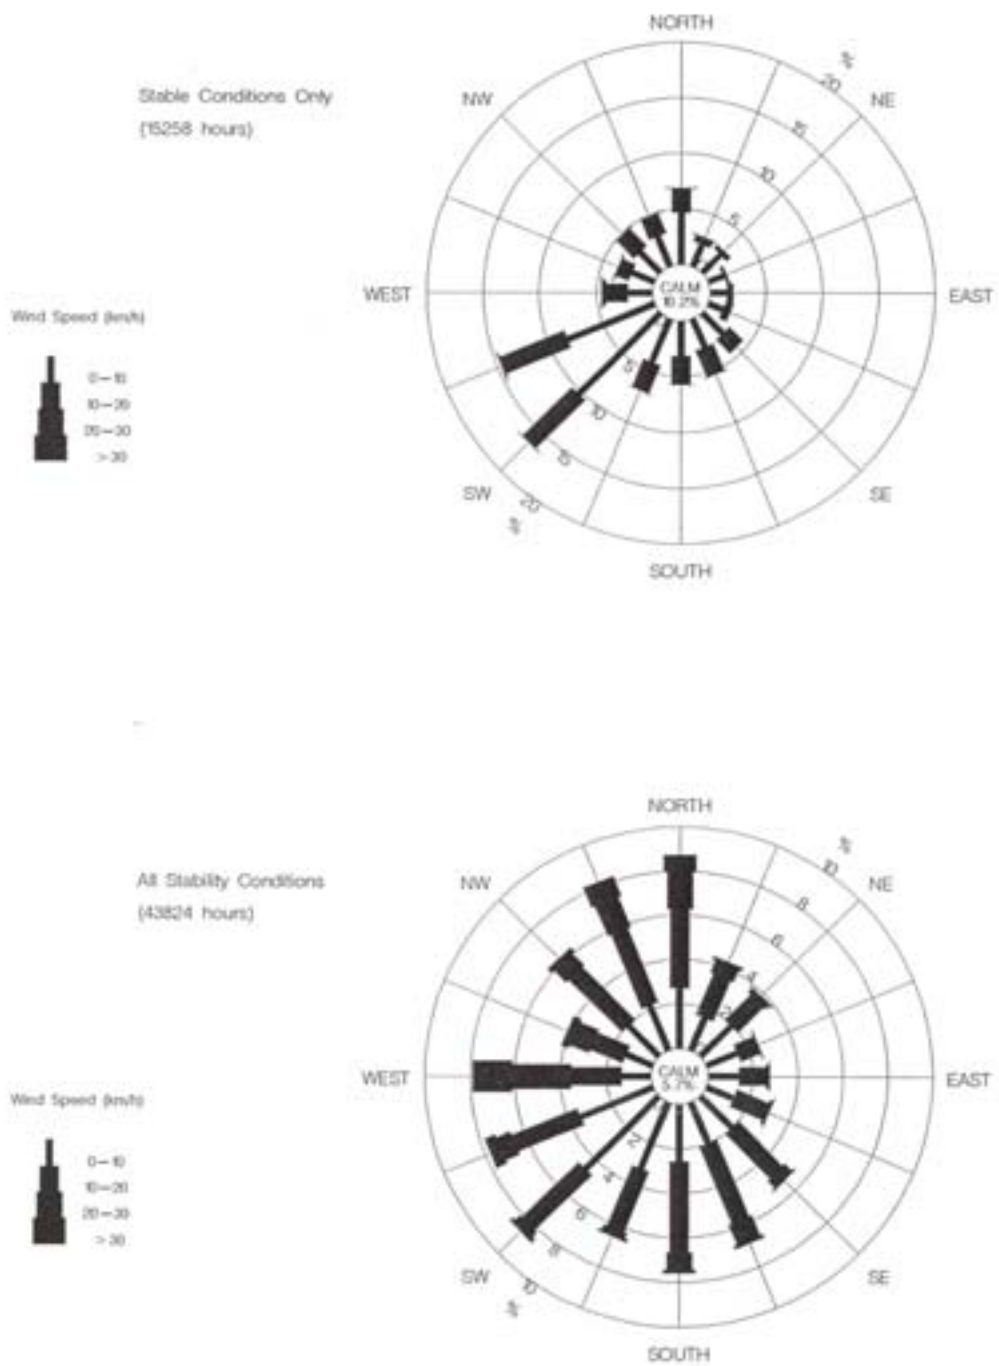 NORTH
%
20
Stable Conditions Only
NW
NE
(15258 hours)
15
10
5
WEST
CALM
10.2%
EAST
Wind Speed (km/h)
0-10
10-20
20-30
>30
5
10
15
SW
20
%
SE
SOUTH
NORTH
%
10
All Stability Conditions
NW
NE
(43824 hours)
8
6
4
2
WEST
CALM
5.7%
EAST
Wind Speed (km/h)
0-10
10-20
20-30
>30
2
4
6
8
SW
10
%
SE
SOUTH